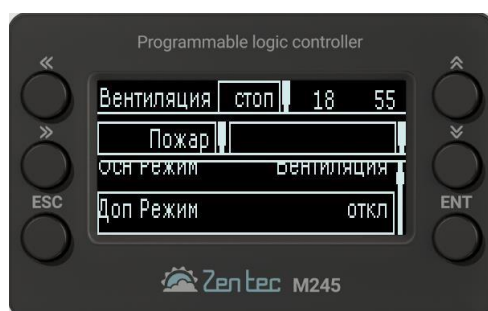 Programmable logic controller
«
Вентиляция стоп 18 55
»
Пожар
Осн Режим Вентиляция
ESC ENT
Доп Режим откл
Zentec M245